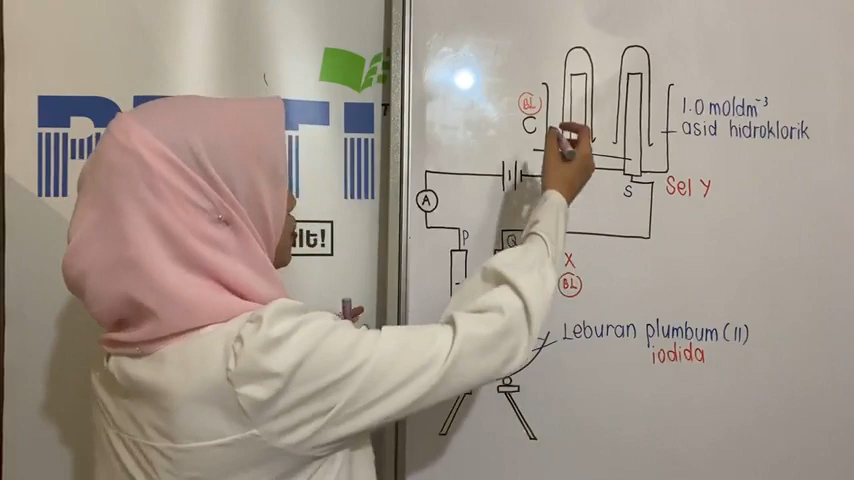 1.0 moldm⁻³
asid hidroklorik
BL
C
A
S
Sel Y
P
Q
X
BL
Leburan plumbum (II)
iodida